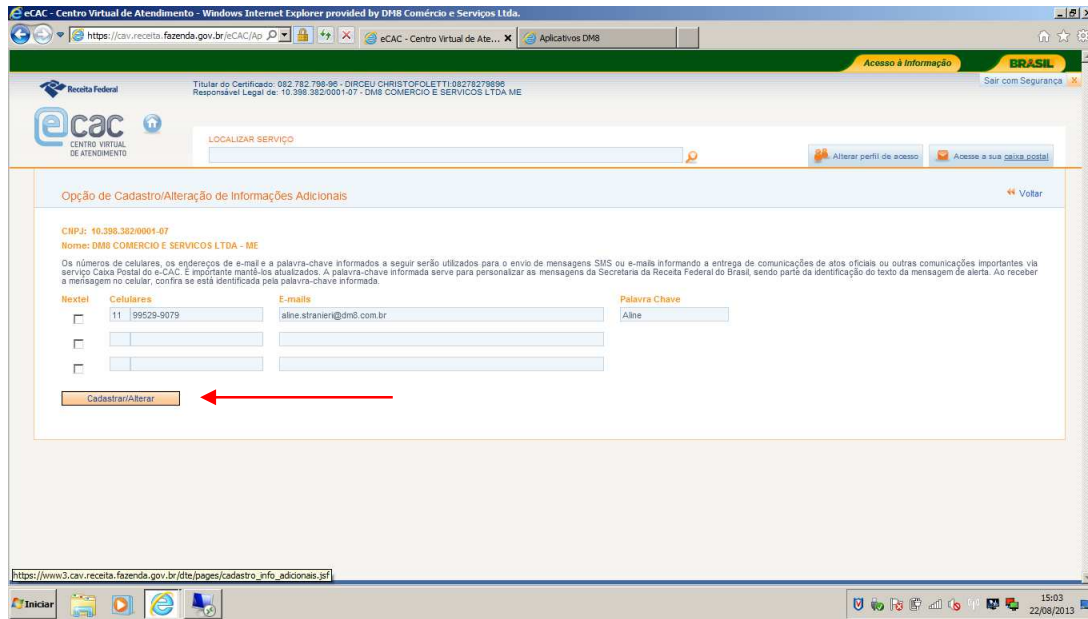 eCAC - Centro Virtual de Atendimento - Windows Internet Explorer provided by DM8 Comércio e Serviços Ltda.
https://cav.receita.fazenda.gov.br/eCAC/Ap
eCAC - Centro Virtual de Ate...
Aplicativos DM8
Acesso à Informação
BRASIL
Receita Federal
Titular do Certificado: 082.782.798-96 - DIRCEU CHRISTOFOLETTI:08278279896
Responsável Legal de: 10.398.382/0001-07 - DM8 COMERCIO E SERVICOS LTDA ME
Sair com Segurança X
ecac
CENTRO VIRTUAL
DE ATENDIMENTO
LOCALIZAR SERVIÇO
Alterar perfil de acesso
Acesse a sua caixa postal
Opção de Cadastro/Alteração de Informações Adicionais
Voltar
CNPJ: 10.398.382/0001-07
Nome: DM8 COMERCIO E SERVICOS LTDA - ME
Os números de celulares, os endereços de e-mail e a palavra-chave informados a seguir serão utilizados para o envio de mensagens SMS ou e-mails informando a entrega de comunicações de atos oficiais ou outras comunicações importantes via
serviço Caixa Postal do e-CAC. É importante mantê-los atualizados. A palavra-chave informada serve para personalizar as mensagens da Secretaria da Receita Federal do Brasil, sendo parte da identificação do texto da mensagem de alerta. Ao receber
a mensagem no celular, confira se está identificada pela palavra-chave informada.
Nextel Celulares E-mails Palavra Chave
11 99529-9079 aline.stranieri@dm8.com.br Aline
Cadastrar/Alterar
https://www3.cav.receita.fazenda.gov.br/dte/pages/cadastro_info_adicionais.jsf
Iniciar
15:03
22/08/2013